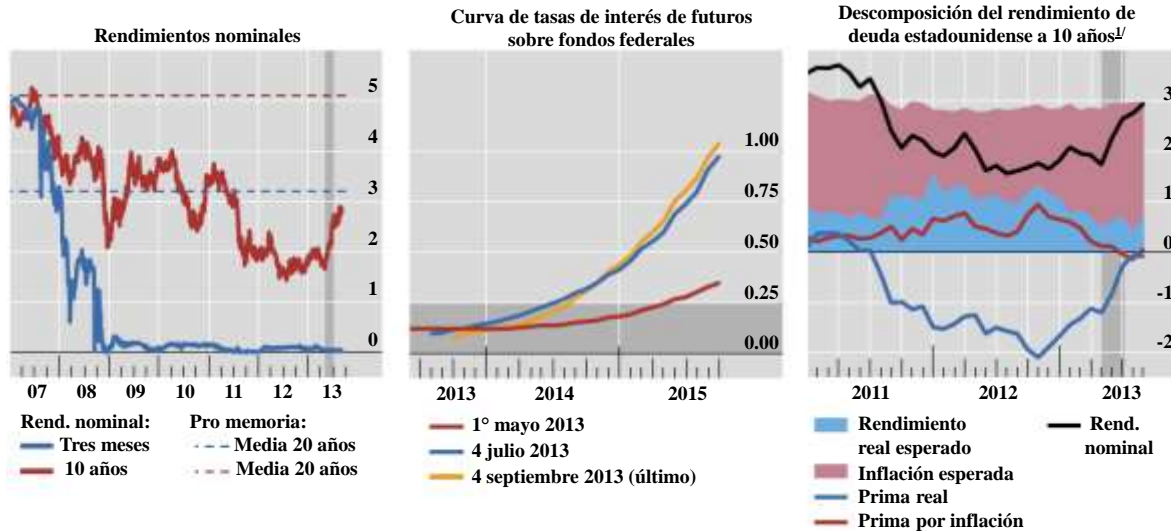 Rendimientos nominales
5
4
3
2
1
0
07 08 09 10 11 12 13
Rend. nominal:
Tres meses
10 años
Pro memoria:
Media 20 años
Media 20 años
Curva de tasas de interés de futuros
sobre fondos federales
1.00
0.75
0.50
0.25
0.00
2013 2014 2015
1° mayo 2013
4 julio 2013
4 septiembre 2013 (último)
Descomposición del rendimiento de
deuda estadounidense a 10 años1/
3
2
1
0
-1
-2
2011 2012 2013
Rendimiento
real esperado
Inflación esperada
Prima real
Prima por inflación
Rend.
nominal